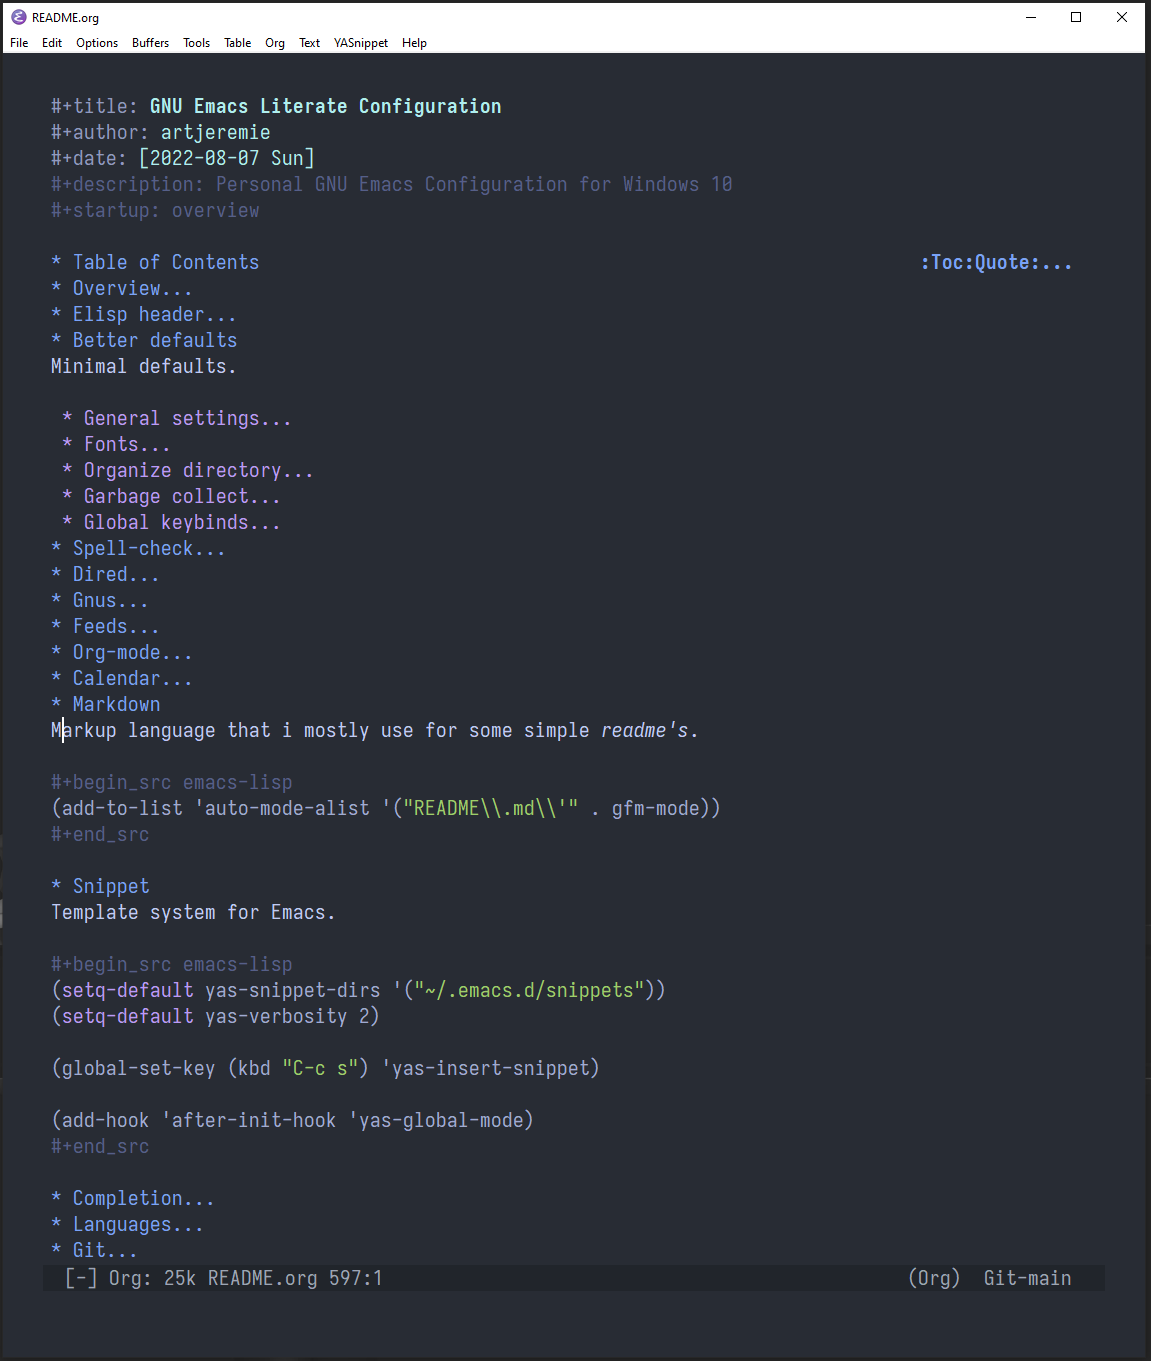 README.org
File Edit Options Buffers Tools Table Org Text YASnippet Help
#+title: GNU Emacs Literate Configuration
#+author: artjeremie
#+date: [2022-08-07 Sun]
#+description: Personal GNU Emacs Configuration for Windows 10
#+startup: overview
* Table of Contents :Toc:Quote:...
* Overview...
* Elisp header...
* Better defaults
Minimal defaults.
* General settings...
* Fonts...
* Organize directory...
* Garbage collect...
* Global keybinds...
* Spell-check...
* Dired...
* Gnus...
* Feeds...
* Org-mode...
* Calendar...
* Markdown
Markup language that i mostly use for some simple readme's.
#+begin_src emacs-lisp
(add-to-list 'auto-mode-alist '("README\\.md\\'" . gfm-mode))
#+end_src
* Snippet
Template system for Emacs.
#+begin_src emacs-lisp
(setq-default yas-snippet-dirs '("~/.emacs.d/snippets"))
(setq-default yas-verbosity 2)
(global-set-key (kbd "C-c s") 'yas-insert-snippet)
(add-hook 'after-init-hook 'yas-global-mode)
#+end_src
* Completion...
* Languages...
* Git...
[-] Org: 25k README.org 597:1 (Org) Git-main